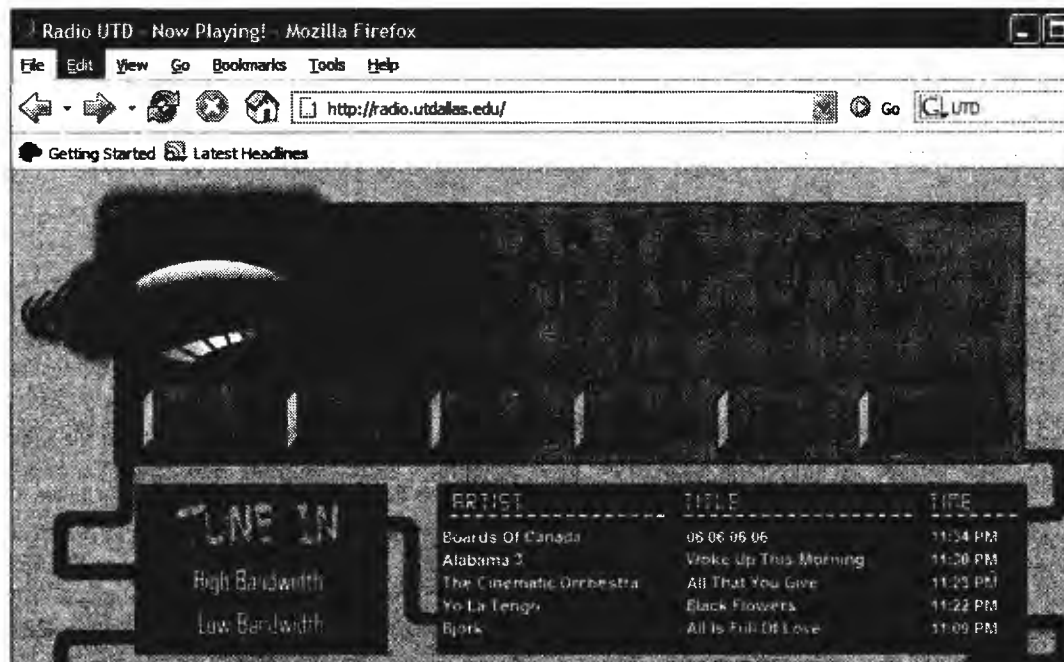 Radio UTD - Now Playing! - Mozilla Firefox
File Edit View Go Bookmarks Tools Help
http://radio.utdallas.edu/ Go UTD
Getting Started Latest Headlines
TUNE IN
High Bandwidth
Low Bandwidth
ARTIST TITLE TIME
Boards Of Canada 06 06 06 06 11:34 PM
Alabama 3 Woke Up This Morning 11:30 PM
The Cinematic Orchestra All That You Give
Yo La Tengo Black Flowers 11:22 PM
Bjork All Is Full Of Love 11:09 PM